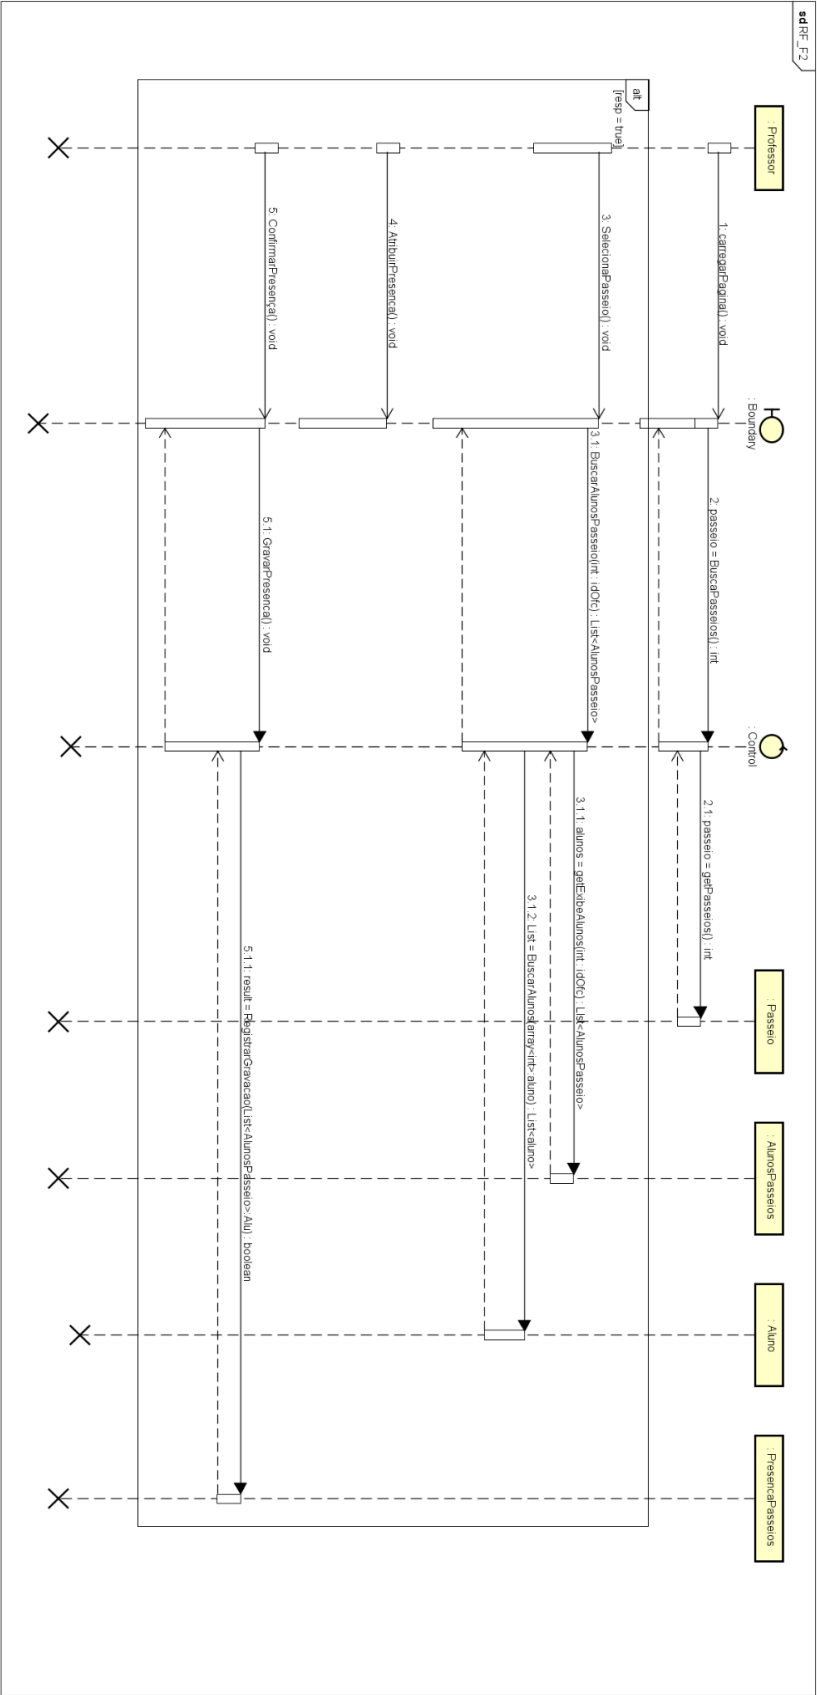 sd RF_F2
: Professor
: Boundary
: Control
: Passeio
: AlunosPasseios
: Aluno
: PresencaPasseios
1: carregarPagina() : void
2: passeio = BuscaPasseios() : int
2.1: passeio = getPasseios() : int
alt
[resp = true]
3: SelecionaPasseio() : void
3.1: BuscarAlunosPasseio(int : idOfc) : List<AlunosPasseio>
3.1.1: alunos = getExibeAlunos(int : idOfc) : List<AlunosPasseio>
3.1.2: List = BuscarAlunos(array<int>:aluno) : List<aluno>
4: AtribuirPresenca() : void
5: ConfirmarPresença() : void
5.1: GravarPresenca() : void
5.1.1: result = RegistrarGravacao(List<AlunosPasseio>:Alu) : boolean